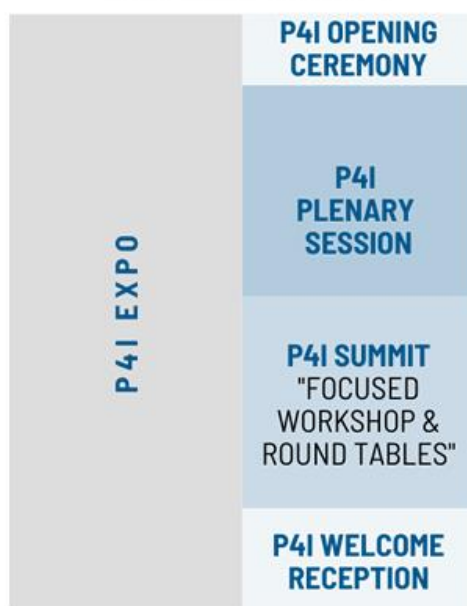 P4I EXPO
P4I OPENING
CEREMONY
P4I
PLENARY
SESSION
P4I SUMMIT
"FOCUSED
WORKSHOP &
ROUND TABLES"
P4I WELCOME
RECEPTION